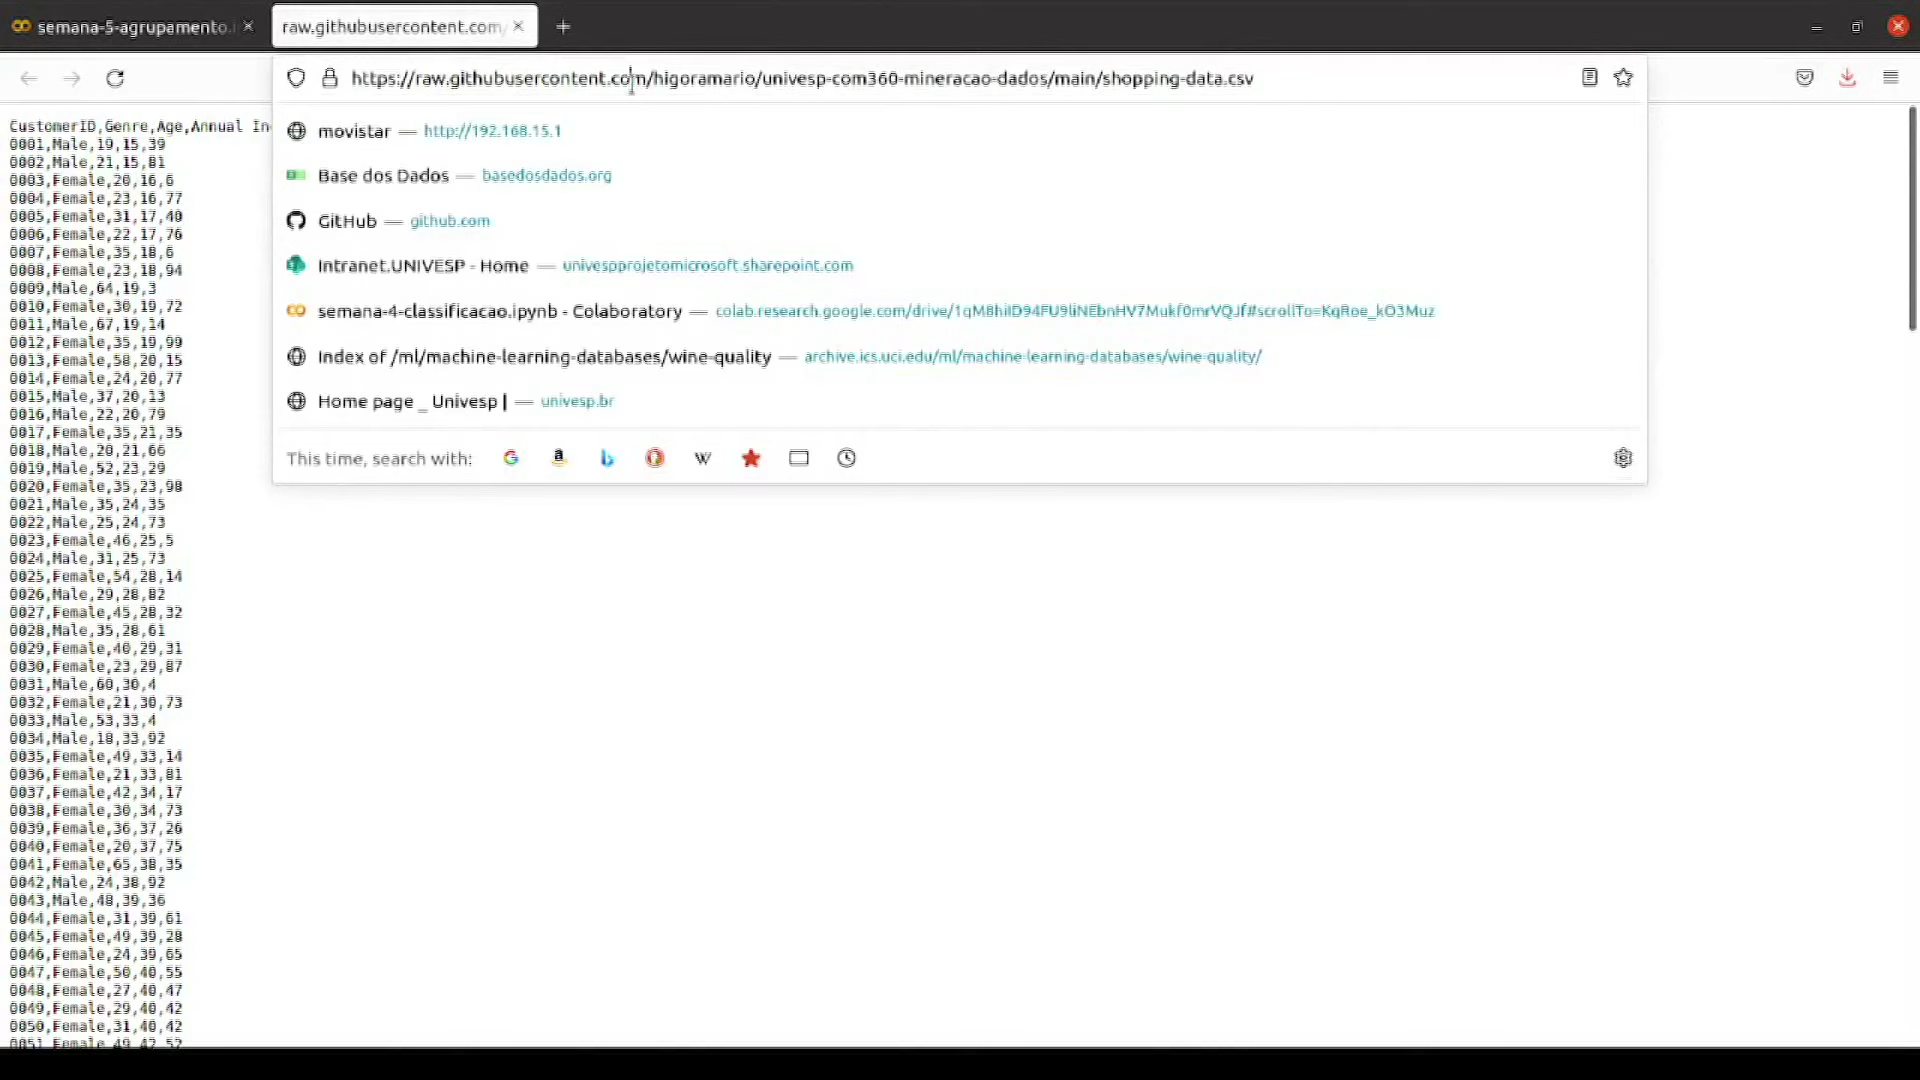 semana-5-agrupamento.
raw.githubusercontent.com/
https://raw.githubusercontent.com/higoramario/univesp-com360-mineracao-dados/main/shopping-data.csv
movistar — http://192.168.15.1
Base dos Dados — basedosdados.org
GitHub — github.com
Intranet.UNIVESP - Home — univespprojetomicrosoft.sharepoint.com
semana-4-classificacao.ipynb - Colaboratory — colab.research.google.com/drive/1qM8hiID94FU9liNEbnHV7Mukf0mrVQJf#scrollTo=KqRoe_kO3Muz
Index of /ml/machine-learning-databases/wine-quality — archive.ics.uci.edu/ml/machine-learning-databases/wine-quality/
Home page _ Univesp | — univesp.br
This time, search with:
CustomerID,Genre,Age,Annual In
0001,Male,19,15,39
0002,Male,21,15,81
0003,Female,20,16,6
0004,Female,23,16,77
0005,Female,31,17,40
0006,Female,22,17,76
0007,Female,35,18,6
0008,Female,23,18,94
0009,Male,64,19,3
0010,Female,30,19,72
0011,Male,67,19,14
0012,Female,35,19,99
0013,Female,58,20,15
0014,Female,24,20,77
0015,Male,37,20,13
0016,Male,22,20,79
0017,Female,35,21,35
0018,Male,20,21,66
0019,Male,52,23,29
0020,Female,35,23,98
0021,Male,35,24,35
0022,Male,25,24,73
0023,Female,46,25,5
0024,Male,31,25,73
0025,Female,54,28,14
0026,Male,29,28,82
0027,Female,45,28,32
0028,Male,35,28,61
0029,Female,40,29,31
0030,Female,23,29,87
0031,Male,60,30,4
0032,Female,21,30,73
0033,Male,53,33,4
0034,Male,18,33,92
0035,Female,49,33,14
0036,Female,21,33,81
0037,Female,42,34,17
0038,Female,30,34,73
0039,Female,36,37,26
0040,Female,20,37,75
0041,Female,65,38,35
0042,Male,24,38,92
0043,Male,48,39,36
0044,Female,31,39,61
0045,Female,49,39,28
0046,Female,24,39,65
0047,Female,50,40,55
0048,Female,27,40,47
0049,Female,29,40,42
0050,Female,31,40,42
0051,Female,49,42,52